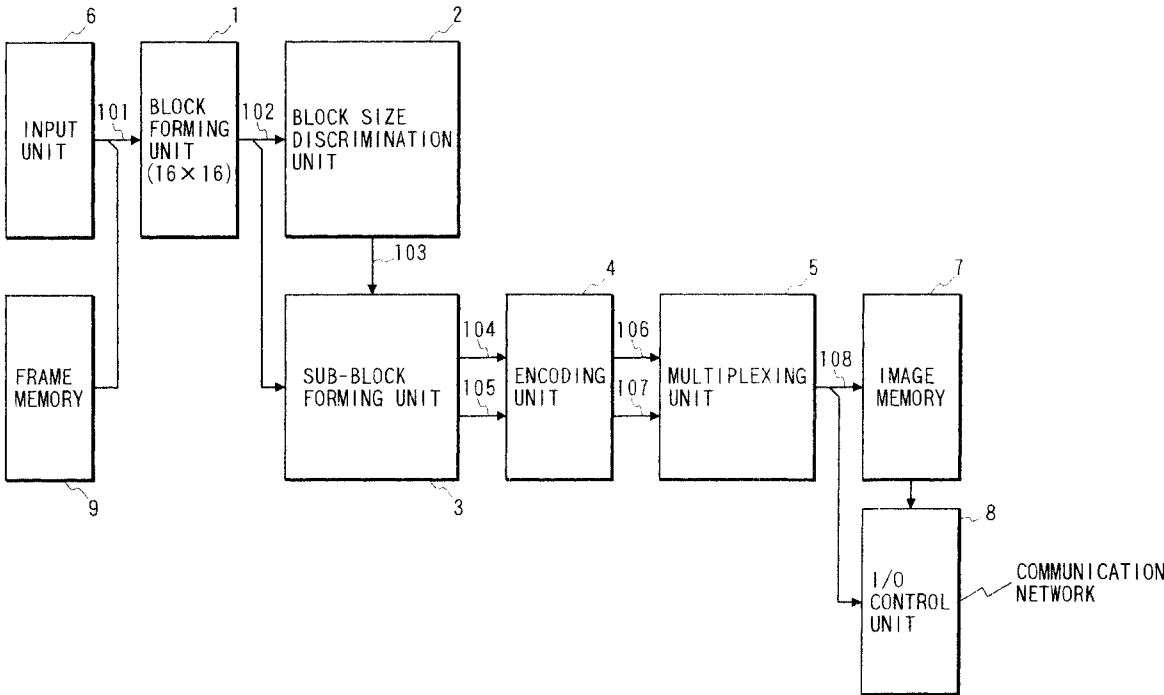 6
1
2
INPUT
UNIT
101
BLOCK
FORMING
UNIT
(16×16)
102
BLOCK SIZE
DISCRIMINATION
UNIT
103
4
5
7
FRAME
MEMORY
SUB-BLOCK
FORMING UNIT
104
105
ENCODING
UNIT
106
107
MULTIPLEXING
UNIT
108
IMAGE
MEMORY
9
3
8
I/O
CONTROL
UNIT
COMMUNICATION
NETWORK